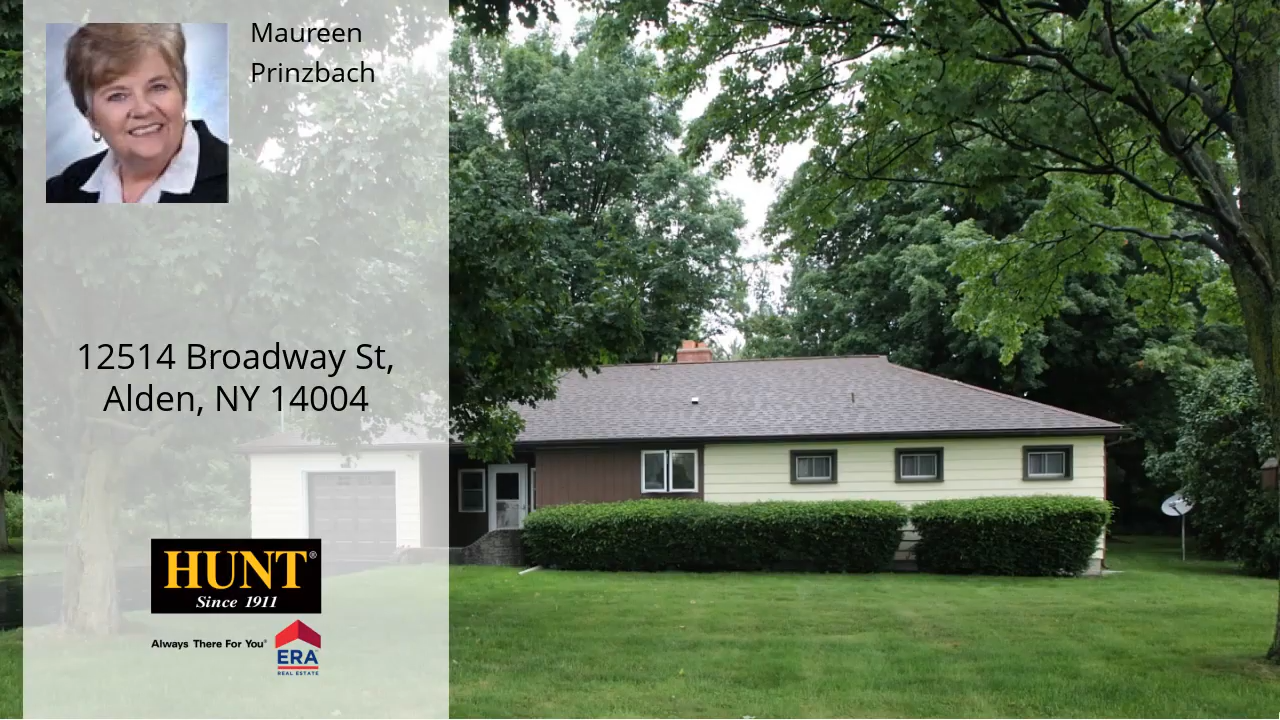 Maureen
Prinzbach
12514 Broadway St,
Alden, NY 14004
HUNT®
Since 1911
Always There For You®
ERA
REAL ESTATE